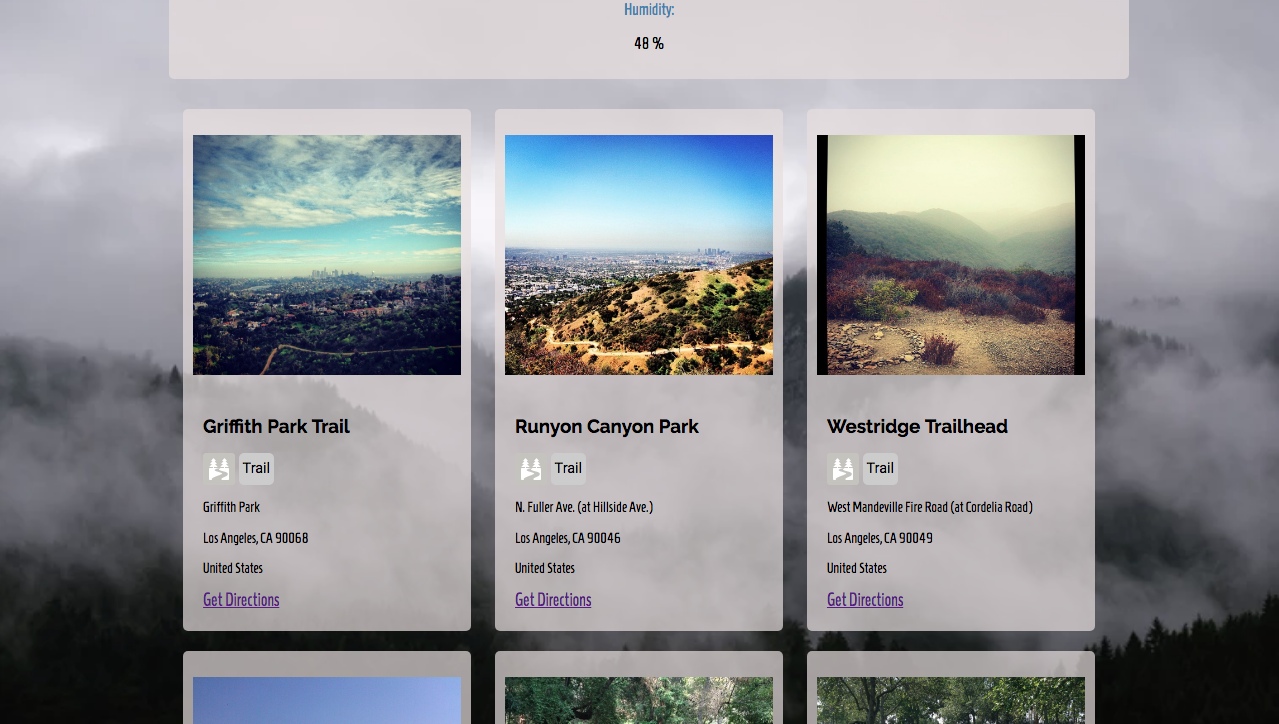 Humidity:
48 %
Griffith Park Trail
Trail
Griffith Park
Los Angeles, CA 90068
United States
Get Directions
Runyon Canyon Park
Trail
N. Fuller Ave. (at Hillside Ave.)
Los Angeles, CA 90046
United States
Get Directions
Westridge Trailhead
Trail
West Mandeville Fire Road (at Cordelia Road)
Los Angeles, CA 90049
United States
Get Directions